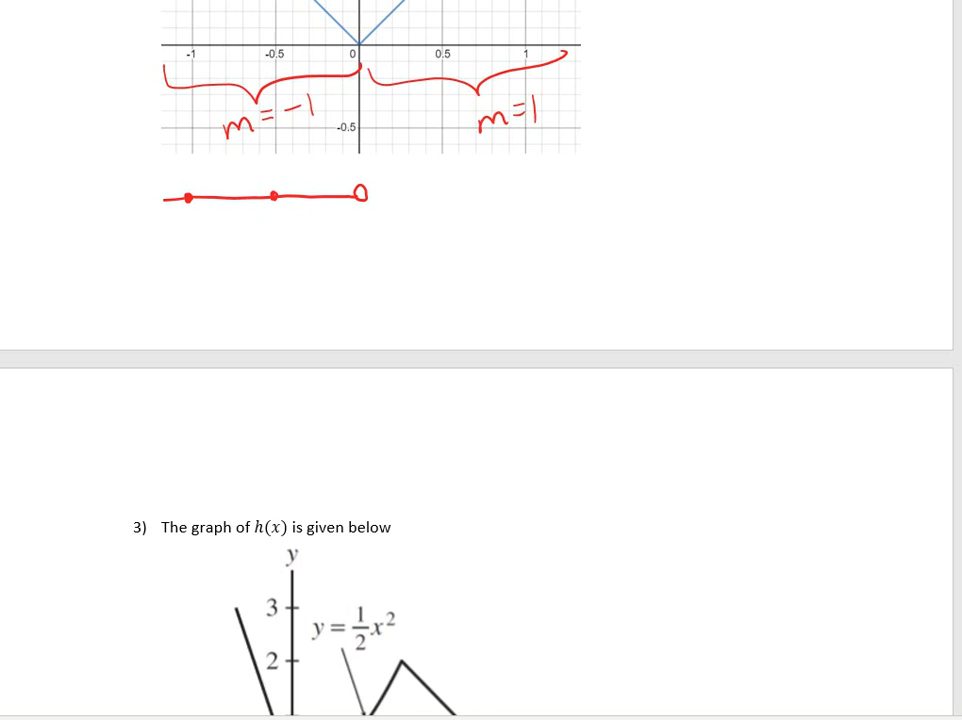 -1 -0.5 0 0.5 1
m=-1
-0.5
m=1
3) The graph of h(x) is given below
y
3
y = 1/2 x²
2